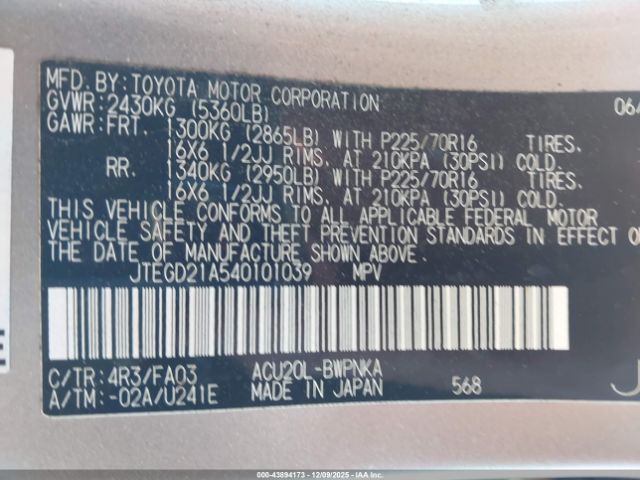 MFD. BY: TOYOTA MOTOR CORPORATION 06/
GVWR: 2430KG (5360LB)
GAWR: FRT. 1300KG (2865LB) WITH P225/70R16 TIRES.
16X6 1/2JJ RIMS. AT 210KPA (30PSI) COLD.
RR. 1340KG (2950LB) WITH P225/70R16 TIRES.
16X6 1/2JJ RIMS. AT 210KPA (30PSI) COLD.
THIS VEHICLE CONFORMS TO ALL APPLICABLE FEDERAL MOTOR
VEHICLE SAFETY AND THEFT PREVENTION STANDARDS IN EFFECT
THE DATE OF MANUFACTURE SHOWN ABOVE.
JTEGD21A540101039 MPV
E
C/TR: 4R3/FA03 ACU20L-BWPNKA J
A/TM: -02A/U241E MADE IN JAPAN 568
43894173 12/09/2025 IAAI